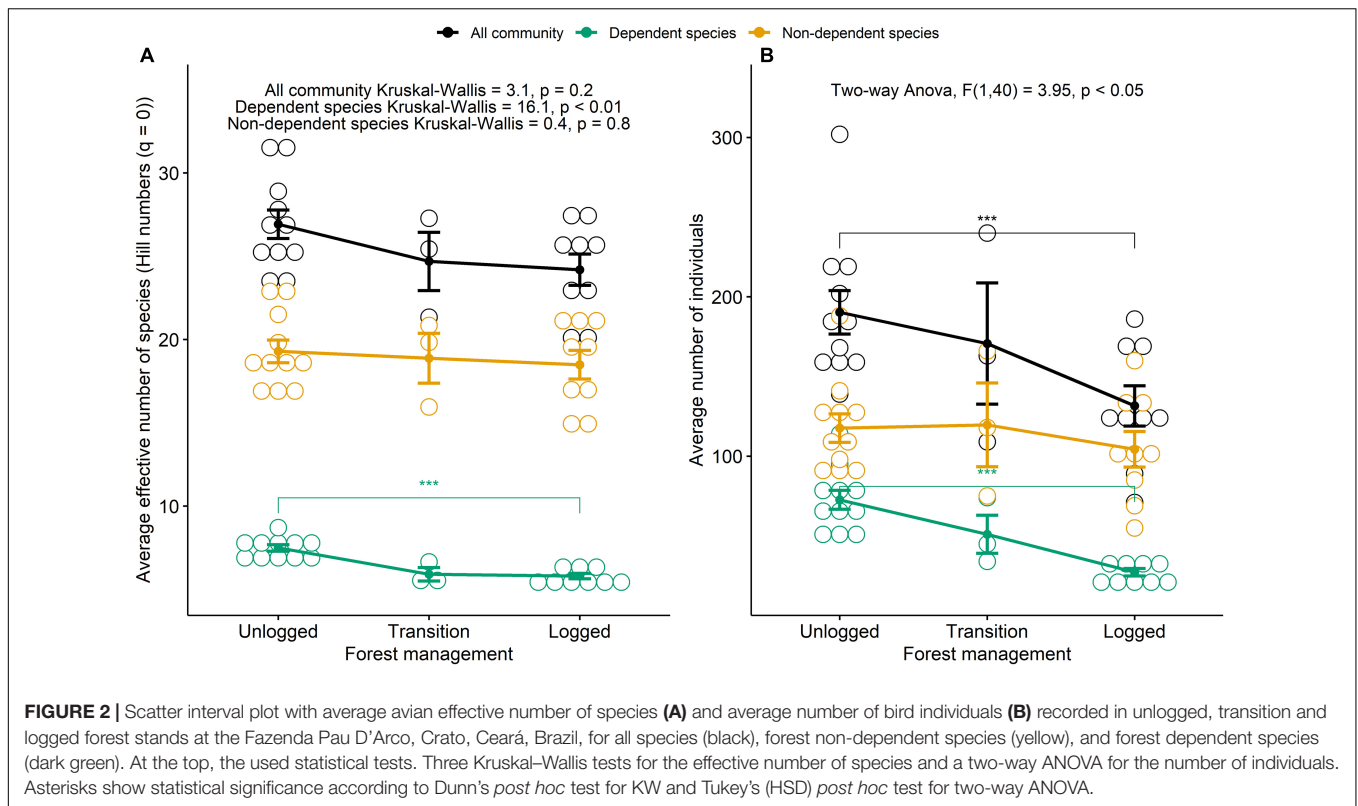 All community Dependent species Non-dependent species
A
All community Kruskal-Wallis = 3.1, p = 0.2
Dependent species Kruskal-Wallis = 16.1, p < 0.01
Non-dependent species Kruskal-Wallis = 0.4, p = 0.8
Average effective number of species (Hill numbers (q = 0))
30
20
10
***
Unlogged Transition Logged
Forest management
B
Two-way Anova, F(1,40) = 3.95, p < 0.05
Average number of individuals
300
200
100
***
***
Unlogged Transition Logged
Forest management
FIGURE 2 | Scatter interval plot with average avian effective number of species (A) and average number of bird individuals (B) recorded in unlogged, transition and
logged forest stands at the Fazenda Pau D'Arco, Crato, Ceará, Brazil, for all species (black), forest non-dependent species (yellow), and forest dependent species
(dark green). At the top, the used statistical tests. Three Kruskal–Wallis tests for the effective number of species and a two-way ANOVA for the number of individuals.
Asterisks show statistical significance according to Dunn's post hoc test for KW and Tukey's (HSD) post hoc test for two-way ANOVA.